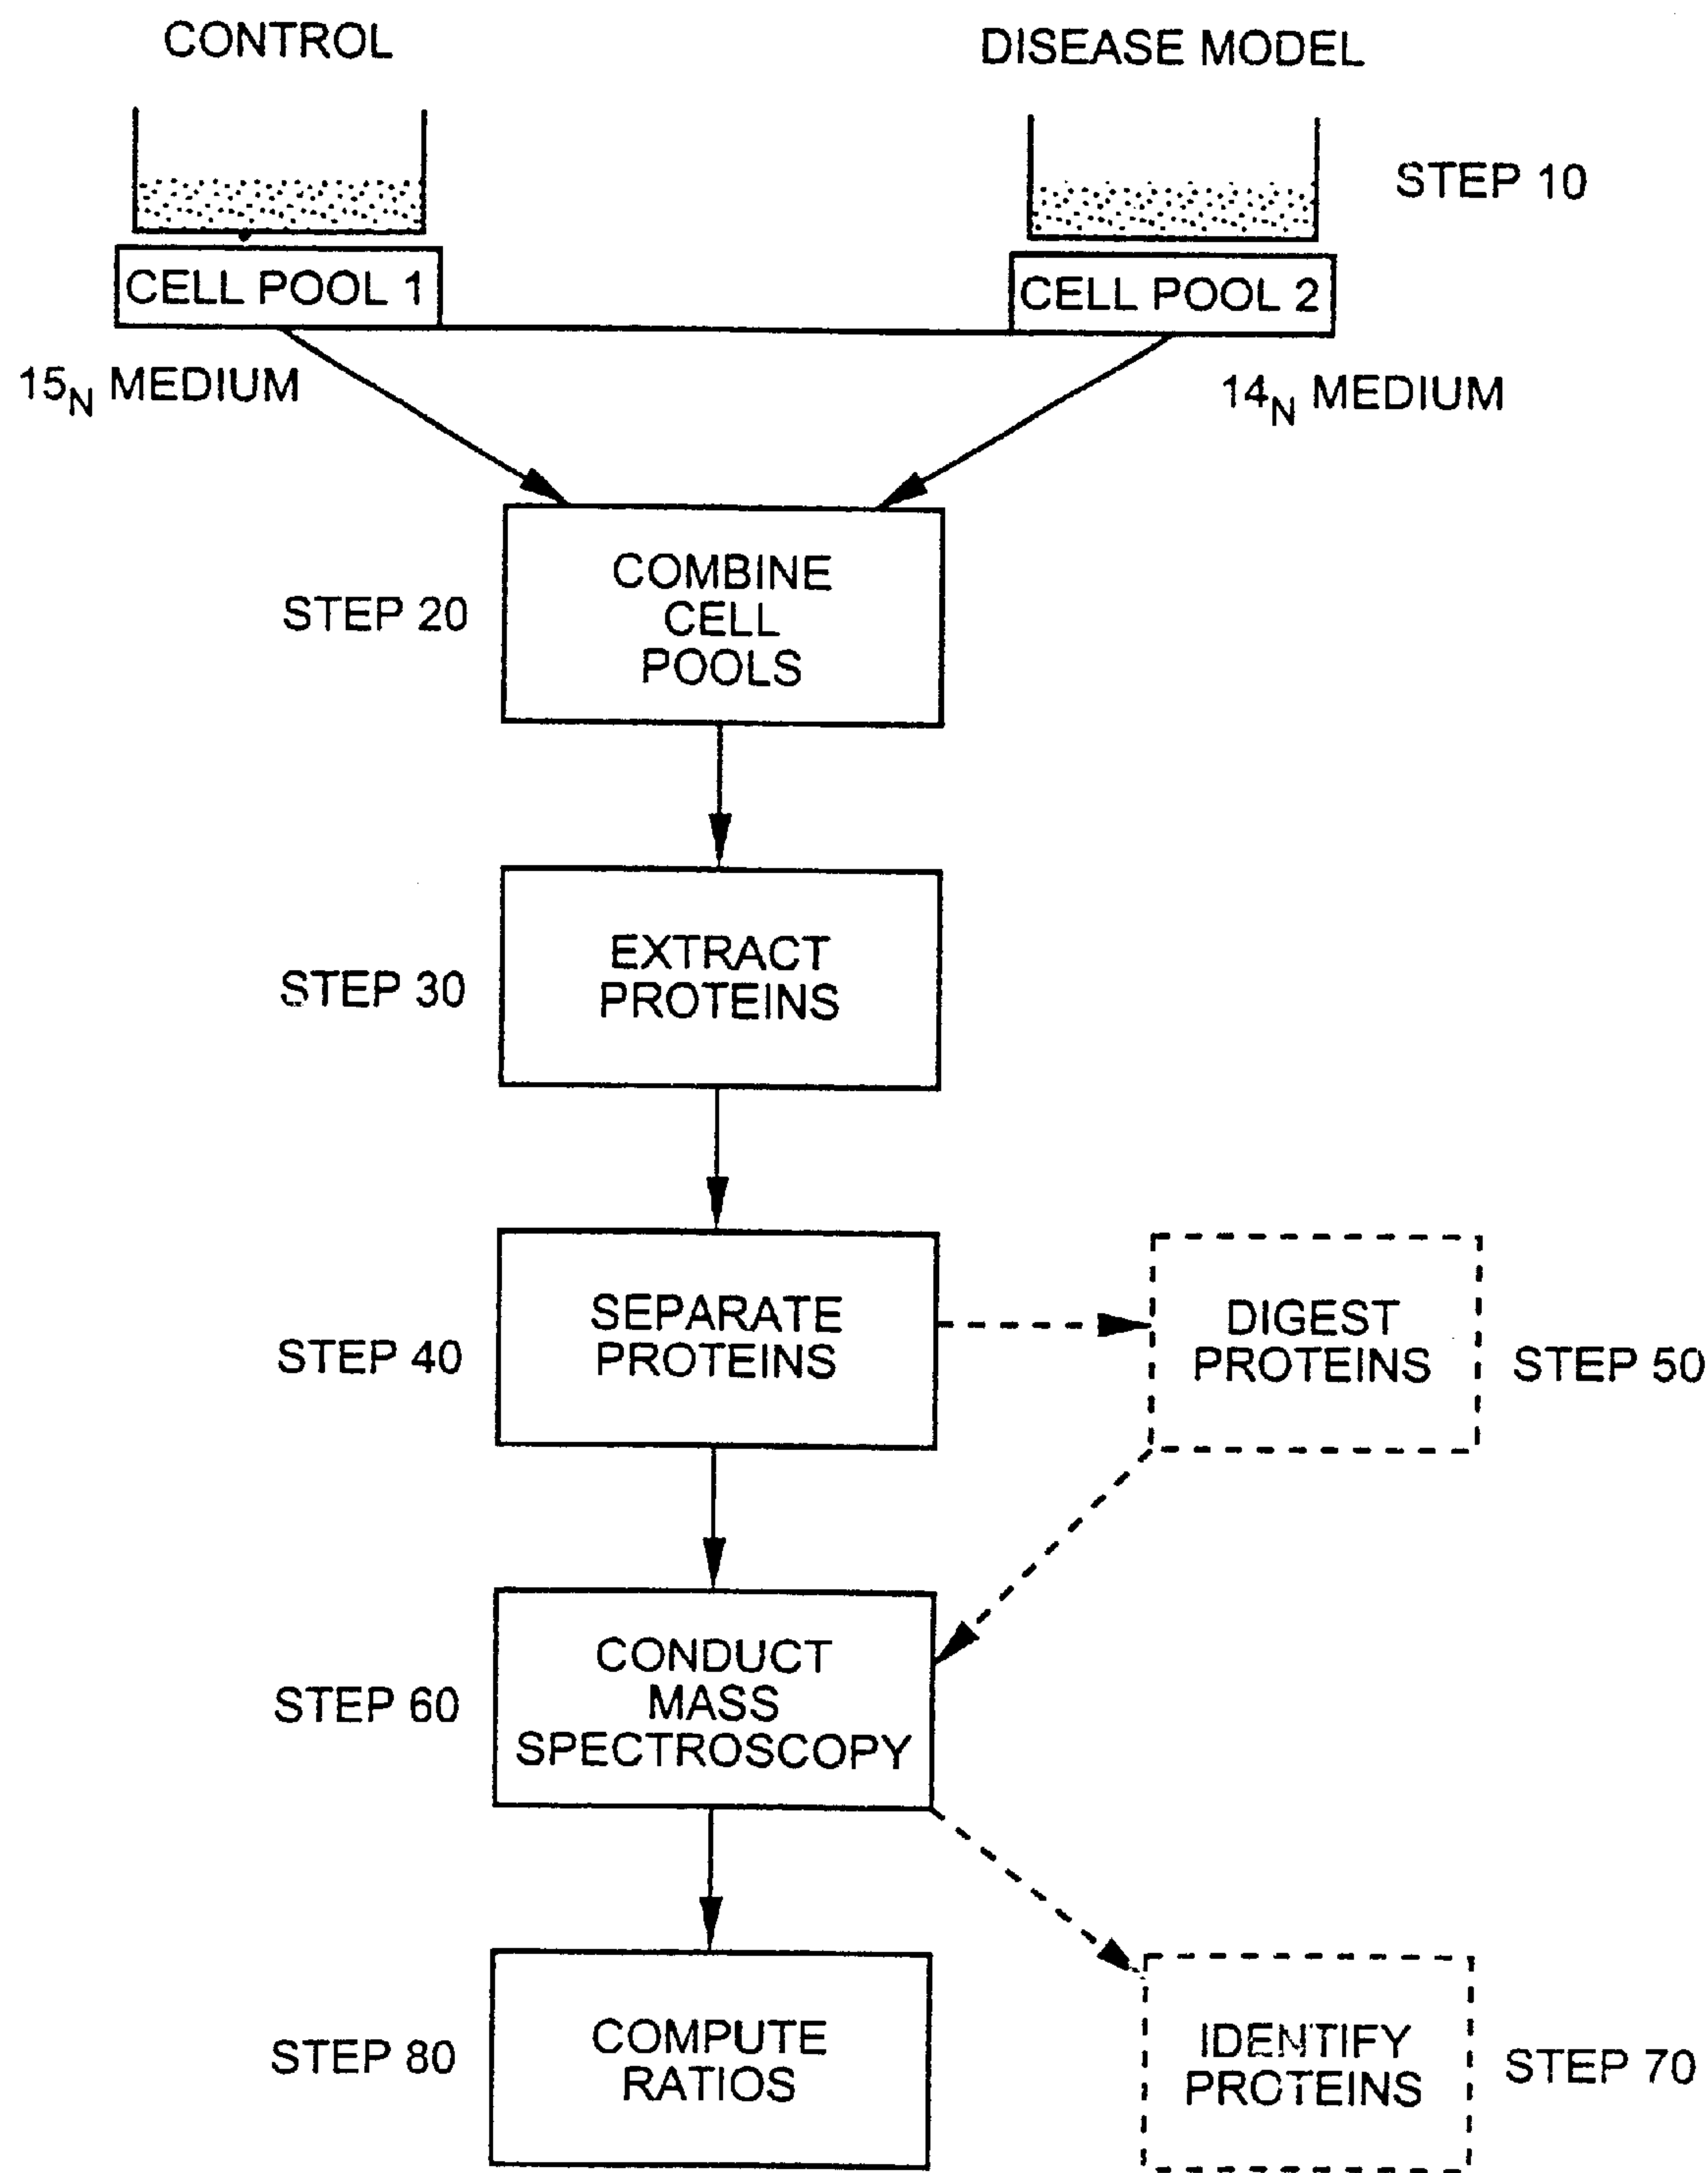 CONTROL
DISEASE MODEL
STEP 10
CELL POOL 1
CELL POOL 2
15N MEDIUM
14N MEDIUM
STEP 20
COMBINE
CELL
POOLS
STEP 30
EXTRACT
PROTEINS
STEP 40
SEPARATE
PROTEINS
DIGEST
PROTEINS
STEP 50
STEP 60
CONDUCT
MASS
SPECTROSCOPY
STEP 80
COMPUTE
RATIOS
IDENTIFY
PROTEINS
STEP 70